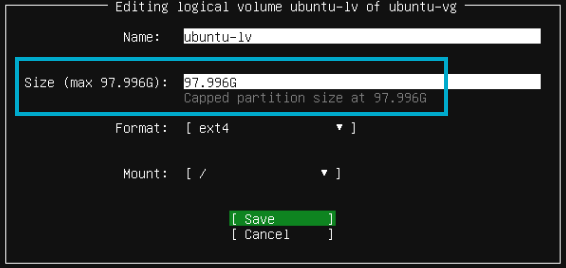 Editing logical volume ubuntu-lv of ubuntu-vg
Name: ubuntu-lv
Size (max 97.996G): 97.996G
Capped partition size at 97.996G
Format: [ ext4 ▼ ]
Mount: [ / ▼ ]
[ Save ]
[ Cancel ]